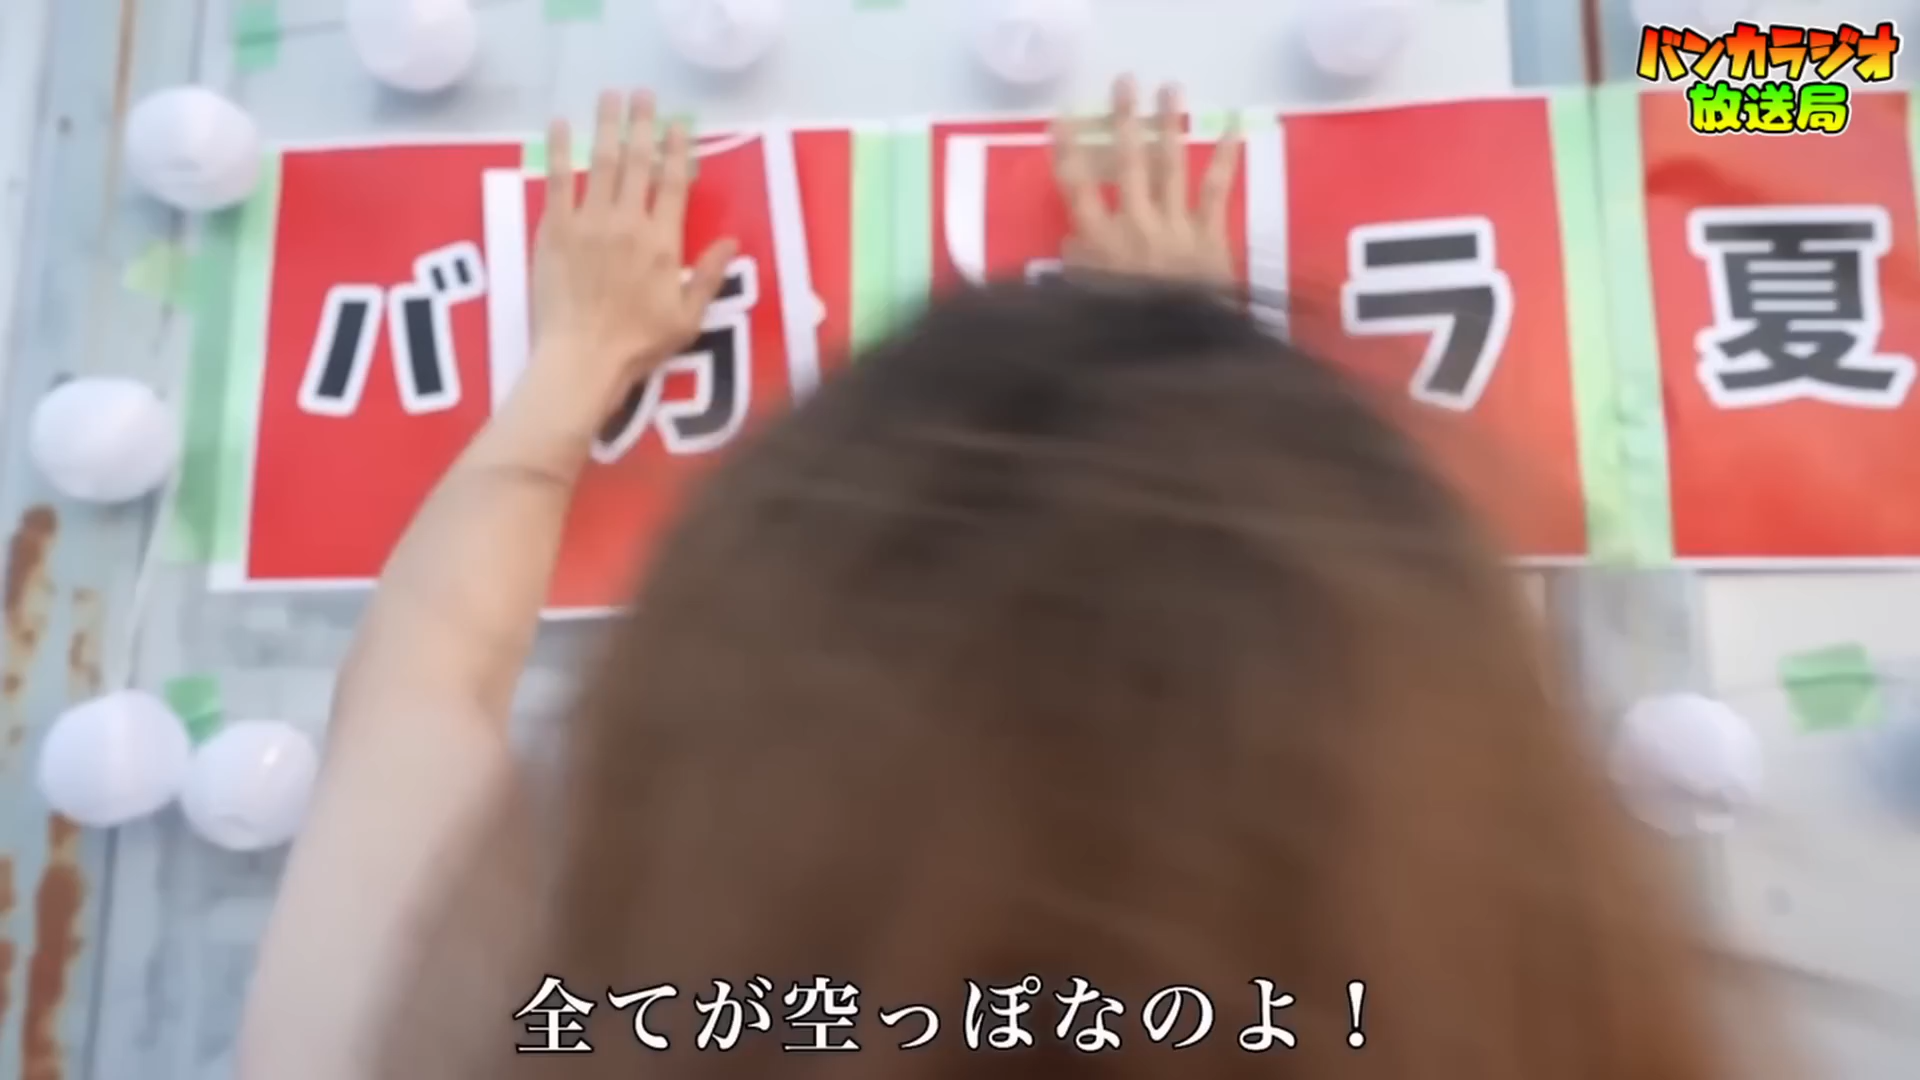 バンカラジオ
放送局
バ
ラ
夏
全てが空っぽなのよ！